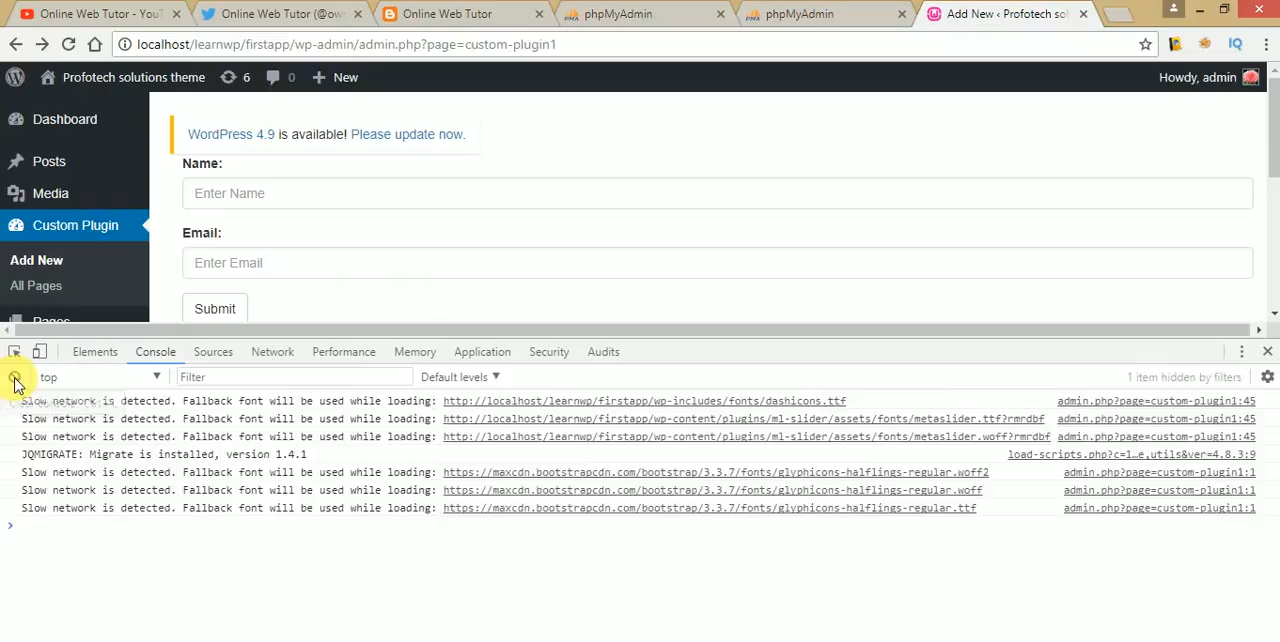 Online Web Tutor - You
Online Web Tutor (@ow
Online Web Tutor
phpMyAdmin
phpMyAdmin
Add New ‹ Profotech sol
localhost/learnwp/firstapp/wp-admin/admin.php?page=custom-plugin1
IQ
Profotech solutions theme
6
0
New
Howdy, admin
Dashboard
Posts
Media
Custom Plugin
Add New
All Pages
Pages
WordPress 4.9 is available! Please update now.
Name:
Enter Name
Email:
Enter Email
Submit
Elements Console Sources Network Performance Memory Application Security Audits
top Filter Default levels 1 item hidden by filters
Slow network is detected. Fallback font will be used while loading: http://localhost/learnwp/firstapp/wp-includes/fonts/dashicons.ttf admin.php?page=custom-plugin1:45
Slow network is detected. Fallback font will be used while loading: http://localhost/learnwp/firstapp/wp-content/plugins/ml-slider/assets/fonts/metaslider.ttf?rmrdbf admin.php?page=custom-plugin1:45
Slow network is detected. Fallback font will be used while loading: http://localhost/learnwp/firstapp/wp-content/plugins/ml-slider/assets/fonts/metaslider.woff?rmrdbf admin.php?page=custom-plugin1:45
JQMIGRATE: Migrate is installed, version 1.4.1 load-scripts.php?c=1…e,utils&ver=4.8.3:9
Slow network is detected. Fallback font will be used while loading: https://maxcdn.bootstrapcdn.com/bootstrap/3.3.7/fonts/glyphicons-halflings-regular.woff2 admin.php?page=custom-plugin1:1
Slow network is detected. Fallback font will be used while loading: https://maxcdn.bootstrapcdn.com/bootstrap/3.3.7/fonts/glyphicons-halflings-regular.woff admin.php?page=custom-plugin1:1
Slow network is detected. Fallback font will be used while loading: https://maxcdn.bootstrapcdn.com/bootstrap/3.3.7/fonts/glyphicons-halflings-regular.ttf admin.php?page=custom-plugin1:1